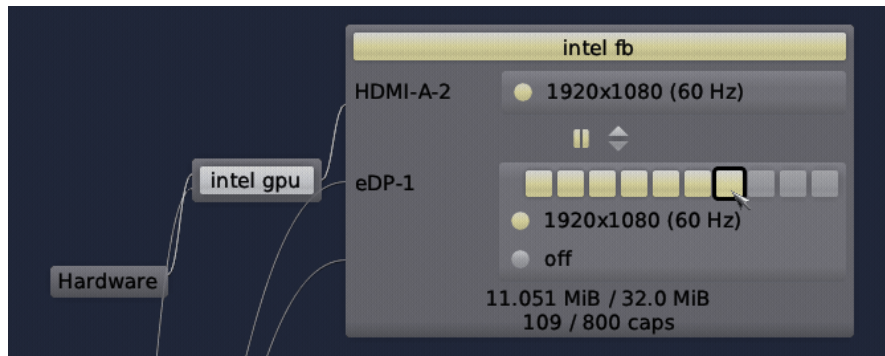 intel fb
HDMI-A-2
1920x1080 (60 Hz)
intel gpu
eDP-1
1920x1080 (60 Hz)
off
Hardware
11.051 MiB / 32.0 MiB
109 / 800 caps